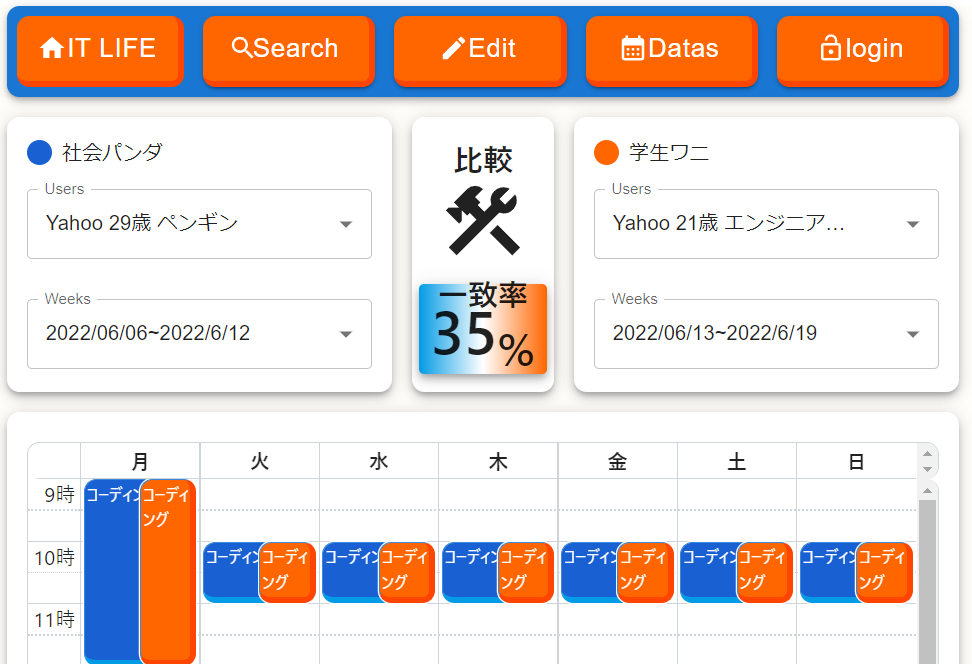 IT LIFE
Search
Edit
Datas
login
社会パンダ
Users
Yahoo 29歳 ペンギン
Weeks
2022/06/06~2022/6/12
比較
一致率
35%
学生ワニ
Users
Yahoo 21歳 エンジニア…
Weeks
2022/06/13~2022/6/19
月 火 水 木 金 土 日
9時
コーディン
コーディ
ング
10時
コーディン
コーディ
ング
コーディン
コーディ
ング
コーディン
コーディ
ング
コーディン
コーディ
ング
コーディン
コーディ
ング
コーディン
コーディ
ング
11時